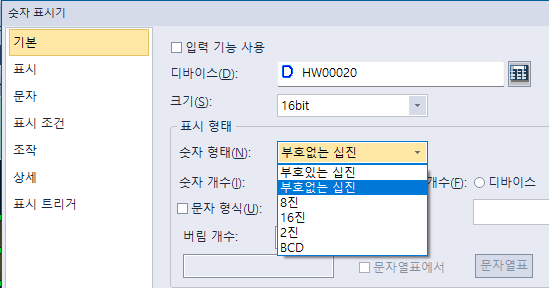 숫자 표시기
기본
표시
문자
표시 조건
조작
상세
표시 트리거
입력 기능 사용
디바이스(D): D HW00020
크기(S): 16bit
표시 형태
숫자 형태(N): 부호없는 십진
부호있는 십진
부호없는 십진
8진
16진
2진
BCD
숫자 개수(I): 개수(F): 디바이스
문자 형식(U):
버림 개수:
문자열표에서 문자열표